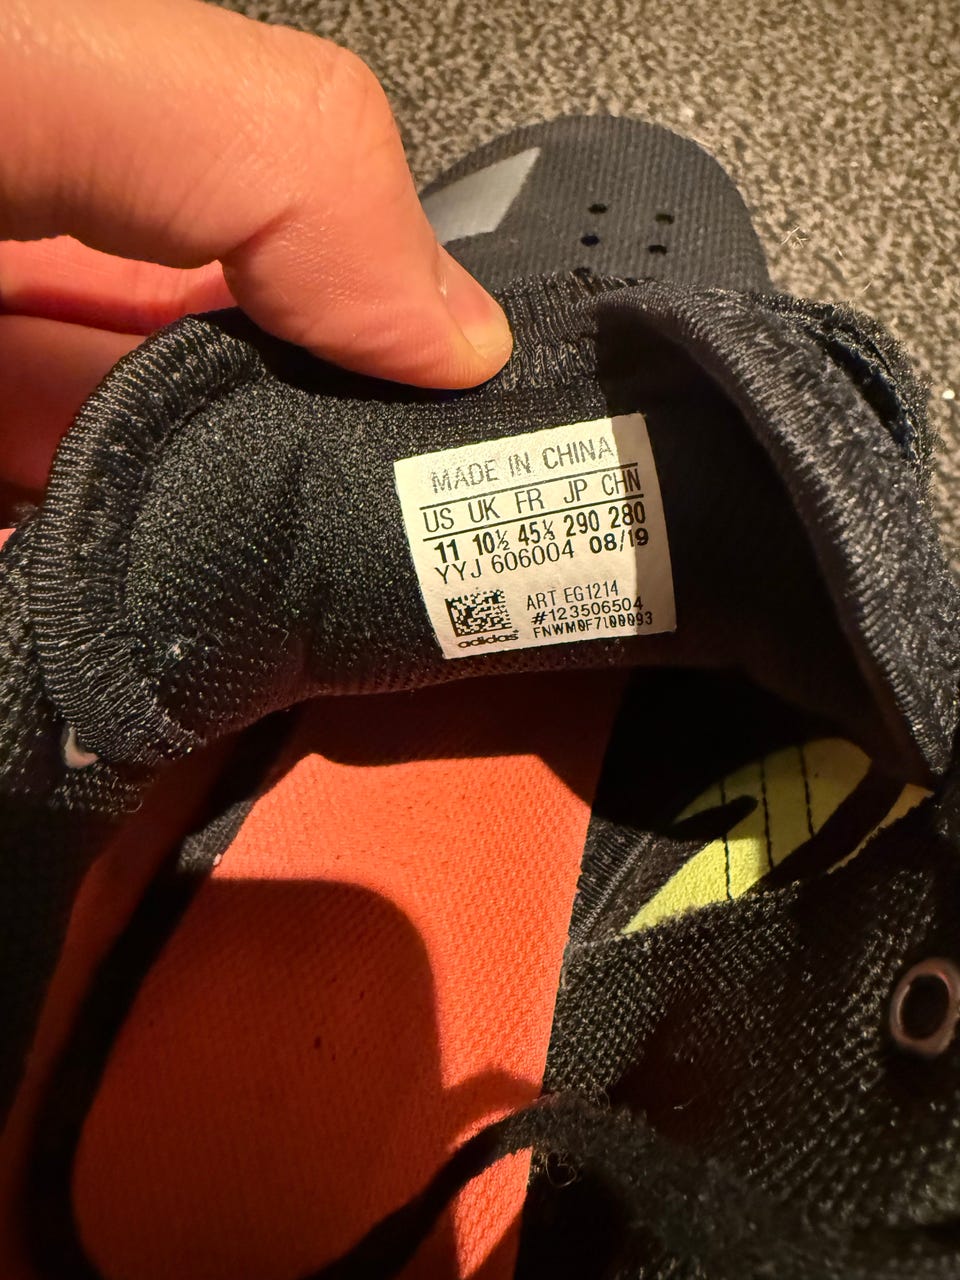 MADE IN CHINA
US UK FR JP CHN
11 10½ 45⅓ 290 280
YYJ 606004 08/19
ART EG1214
#123506504
adidas